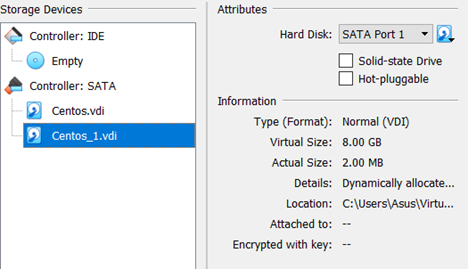 Storage Devices
Controller: IDE
Empty
Controller: SATA
Centos.vdi
Centos_1.vdi
Attributes
Hard Disk: SATA Port 1
Solid-state Drive
Hot-pluggable
Information
Type (Format): Normal (VDI)
Virtual Size: 8.00 GB
Actual Size: 2.00 MB
Details: Dynamically allocate...
Location: C:\Users\Asus\Virtu...
Attached to: --
Encrypted with key: --